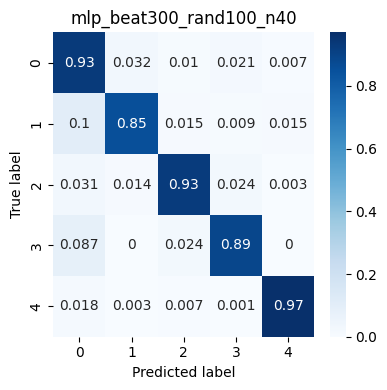 mlp_beat300_rand100_n40
0 0.93 0.032 0.01 0.021 0.007
1 0.1 0.85 0.015 0.009 0.015
2 0.031 0.014 0.93 0.024 0.003
3 0.087 0 0.024 0.89 0
4 0.018 0.003 0.007 0.001 0.97
0 1 2 3 4
Predicted label
True label
0.8
0.6
0.4
0.2
0.0